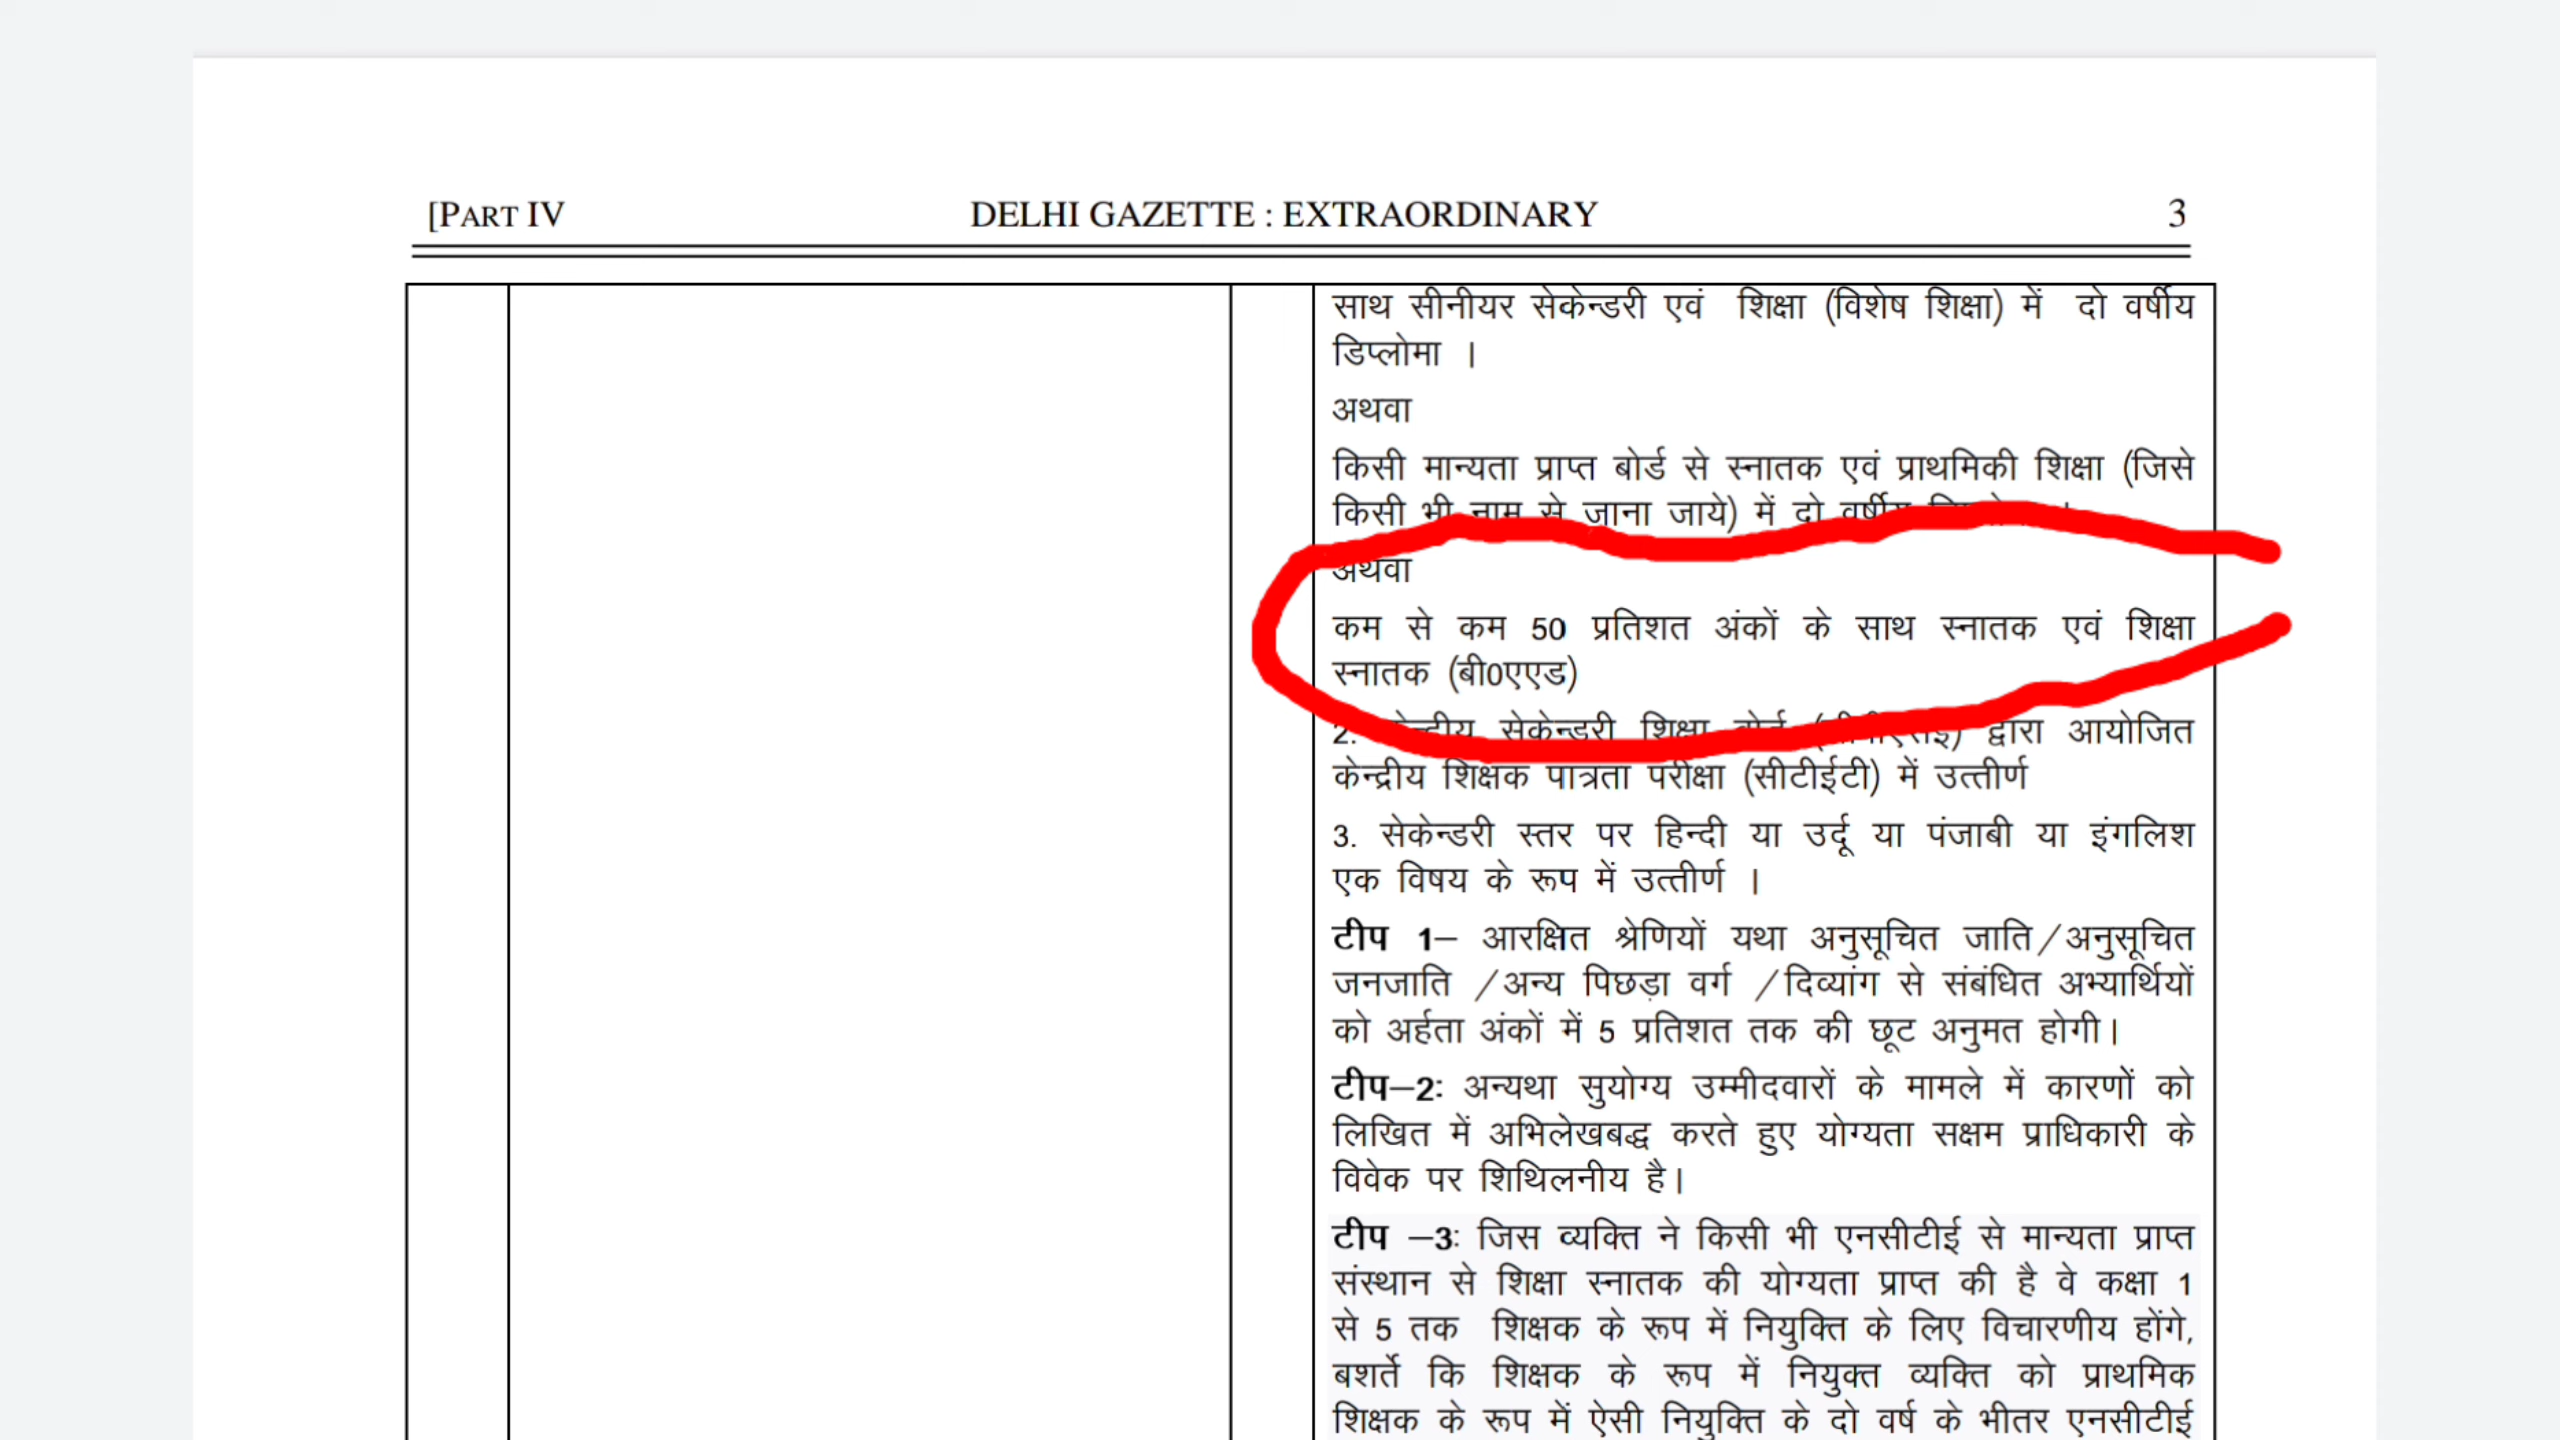 [PART IV
DELHI GAZETTE : EXTRAORDINARY
3
साथ सीनीयर सेकेन्डरी एवं शिक्षा (विशेष शिक्षा) में दो वर्षीय
डिप्लोमा ।
अथवा
किसी मान्यता प्राप्त बोर्ड से स्नातक एवं प्राथमिकी शिक्षा (जिसे
किसी भी नाम से जाना जाये) में दो वर्षीय
अथवा
कम से कम 50 प्रतिशत अंकों के साथ स्नातक एवं शिक्षा
स्नातक (बी0एएड)
2. सेकेन्डरी शिक्षा द्वारा आयोजित
केन्द्रीय शिक्षक पात्रता परीक्षा (सीटीईटी) में उत्तीर्ण
3. सेकेन्डरी स्तर पर हिन्दी या उर्दू या पंजाबी या इंगलिश
एक विषय के रूप में उत्तीर्ण ।
टीप 1– आरक्षित श्रेणियों यथा अनुसूचित जाति/अनुसूचित
जनजाति /अन्य पिछड़ा वर्ग /दिव्यांग से संबंधित अभ्यार्थियों
को अर्हता अंकों में 5 प्रतिशत तक की छूट अनुमत होगी।
टीप–2: अन्यथा सुयोग्य उम्मीदवारों के मामले में कारणों को
लिखित में अभिलेखबद्ध करते हुए योग्यता सक्षम प्राधिकारी के
विवेक पर शिथिलनीय है।
टीप –3: जिस व्यक्ति ने किसी भी एनसीटीई से मान्यता प्राप्त
संस्थान से शिक्षा स्नातक की योग्यता प्राप्त की है वे कक्षा 1
से 5 तक शिक्षक के रूप में नियुक्ति के लिए विचारणीय होंगे,
बशर्ते कि शिक्षक के रूप में नियुक्त व्यक्ति को प्राथमिक
शिक्षक के रूप में ऐसी नियुक्ति के दो वर्ष के भीतर एनसीटीई